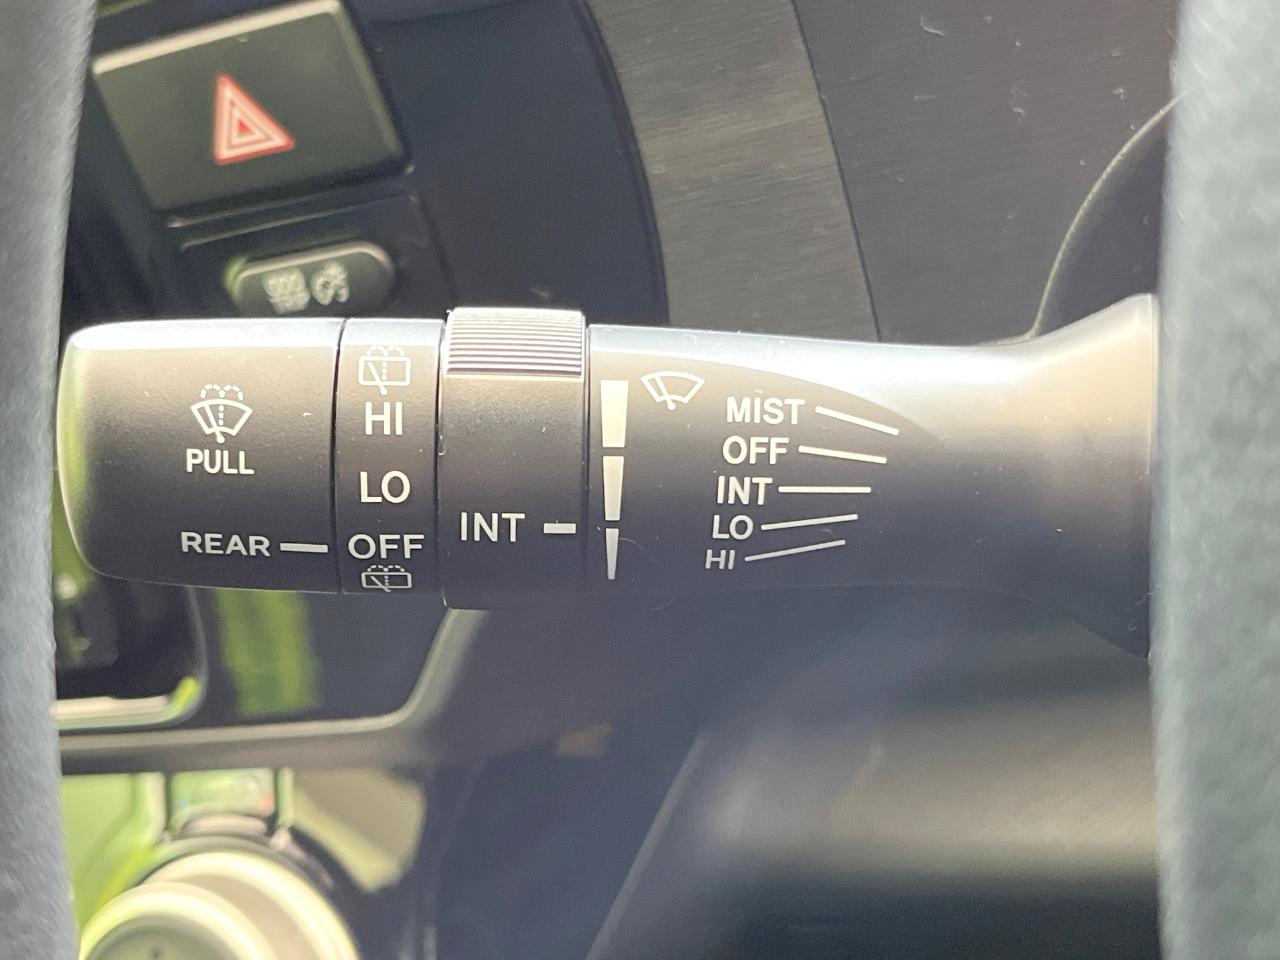 PULL
REAR
HI
LO
OFF
INT
MIST
OFF
INT
LO
HI